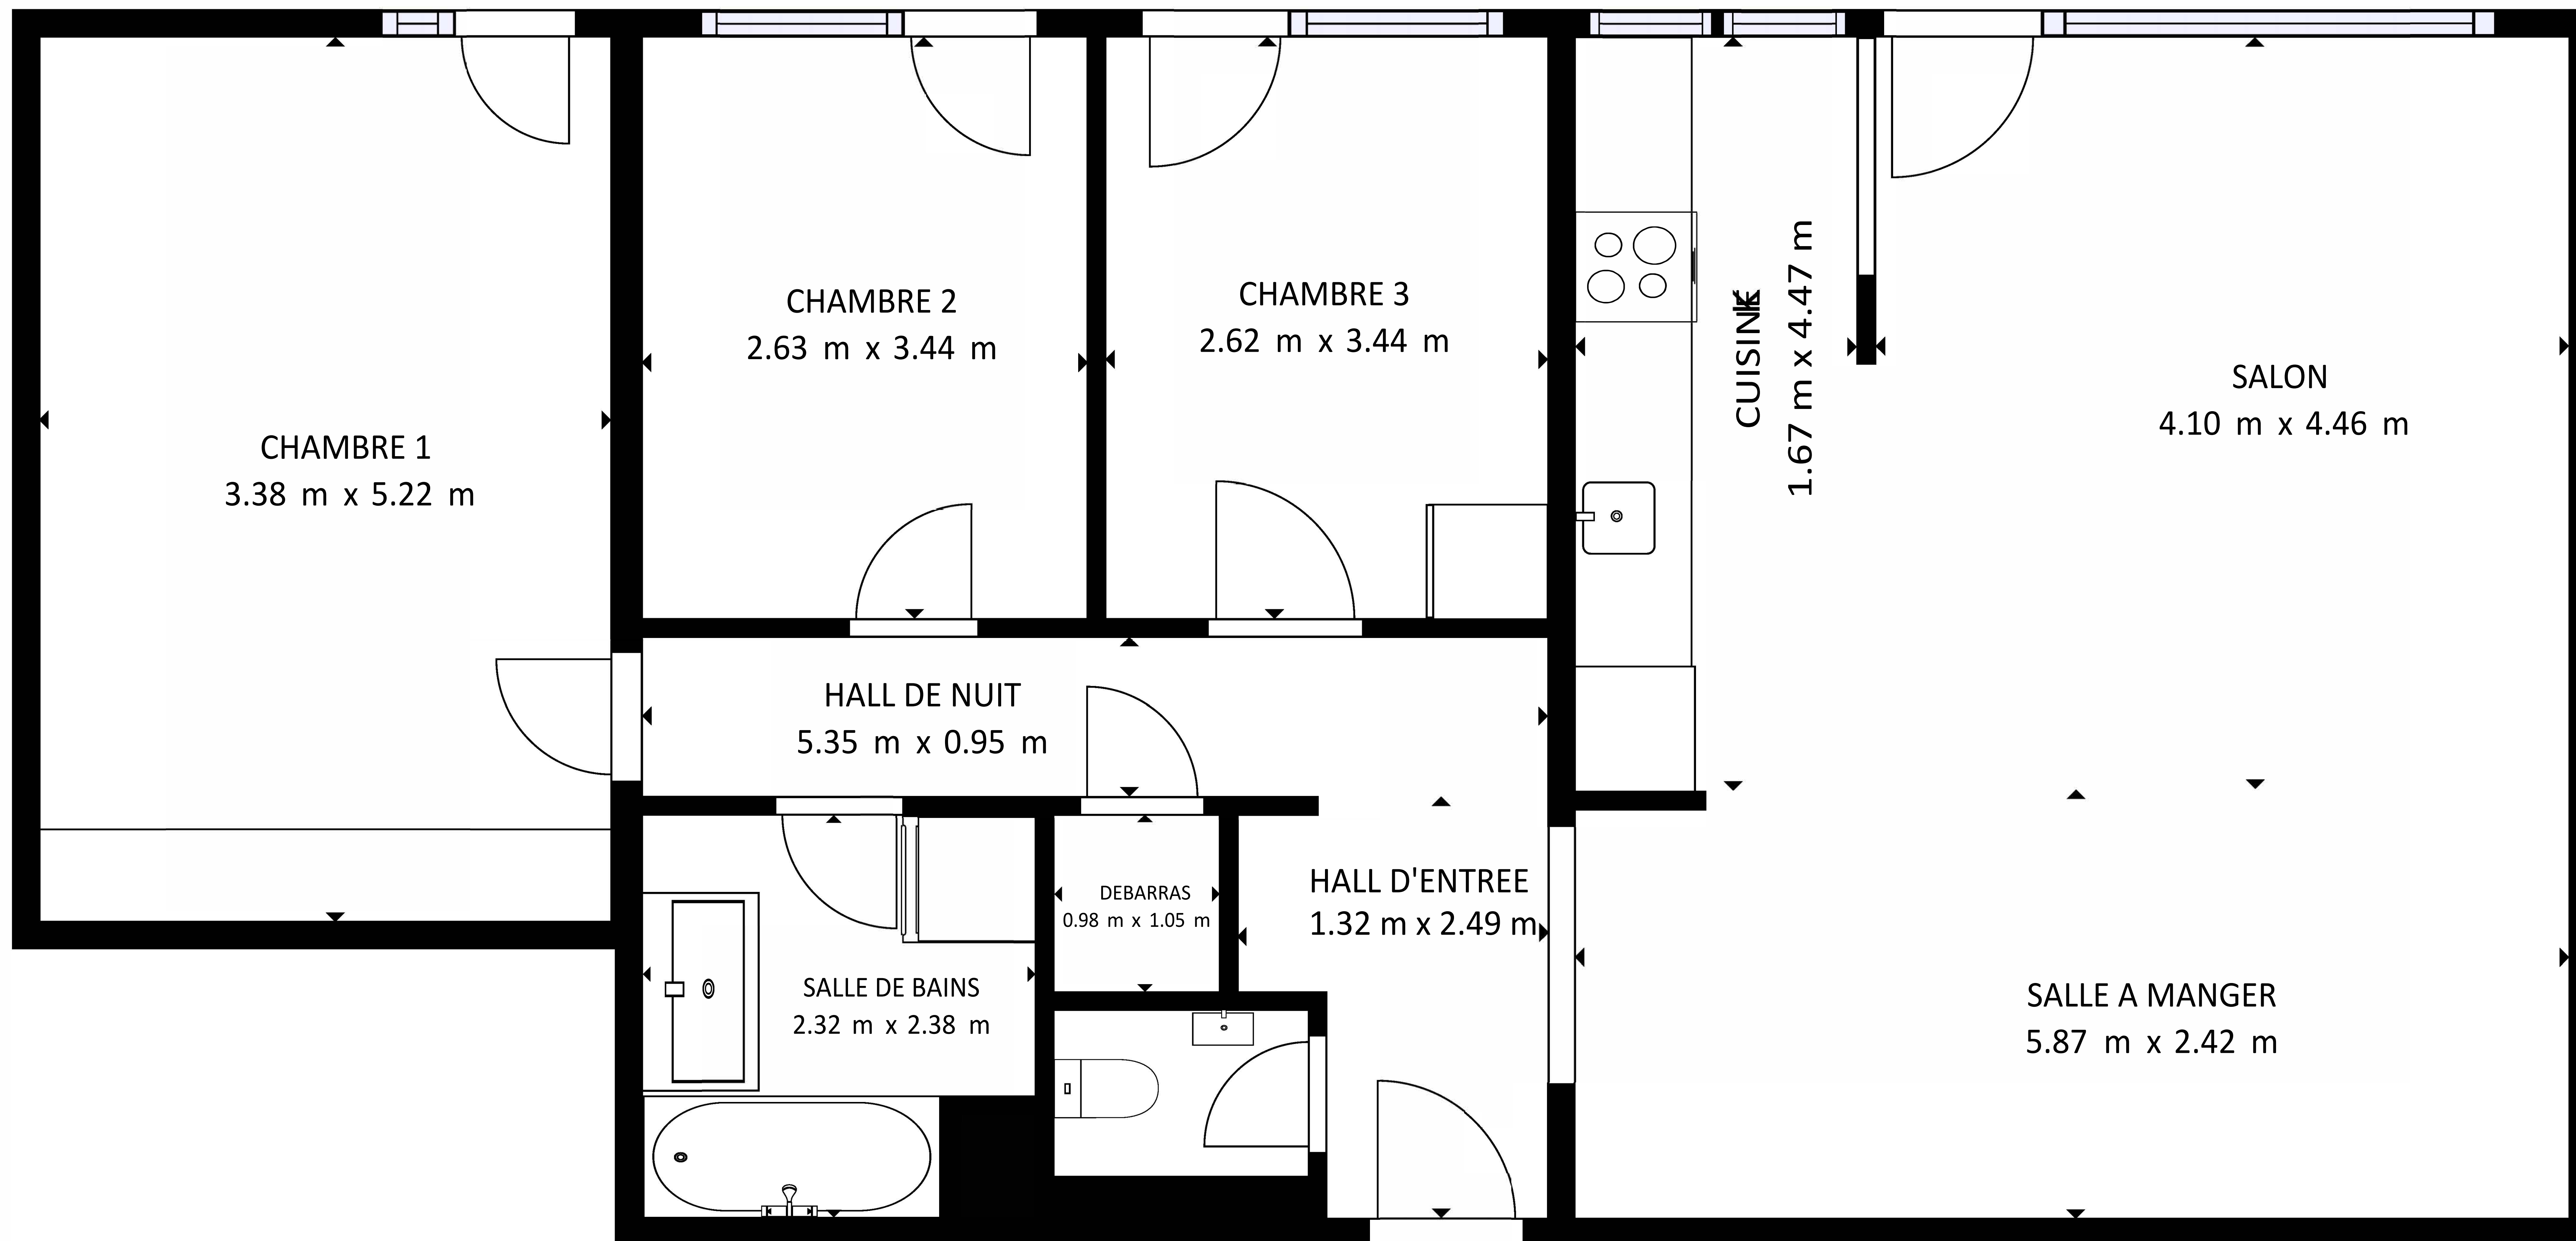 CHAMBRE 1
3.38 m x 5.22 m
CHAMBRE 2
2.63 m x 3.44 m
CHAMBRE 3
2.62 m x 3.44 m
CUISINE
1.67 m x 4.47 m
SALON
4.10 m x 4.46 m
HALL DE NUIT
5.35 m x 0.95 m
DEBARRAS
0.98 m x 1.05 m
HALL D'ENTREE
1.32 m x 2.49 m
SALLE DE BAINS
2.32 m x 2.38 m
SALLE A MANGER
5.87 m x 2.42 m